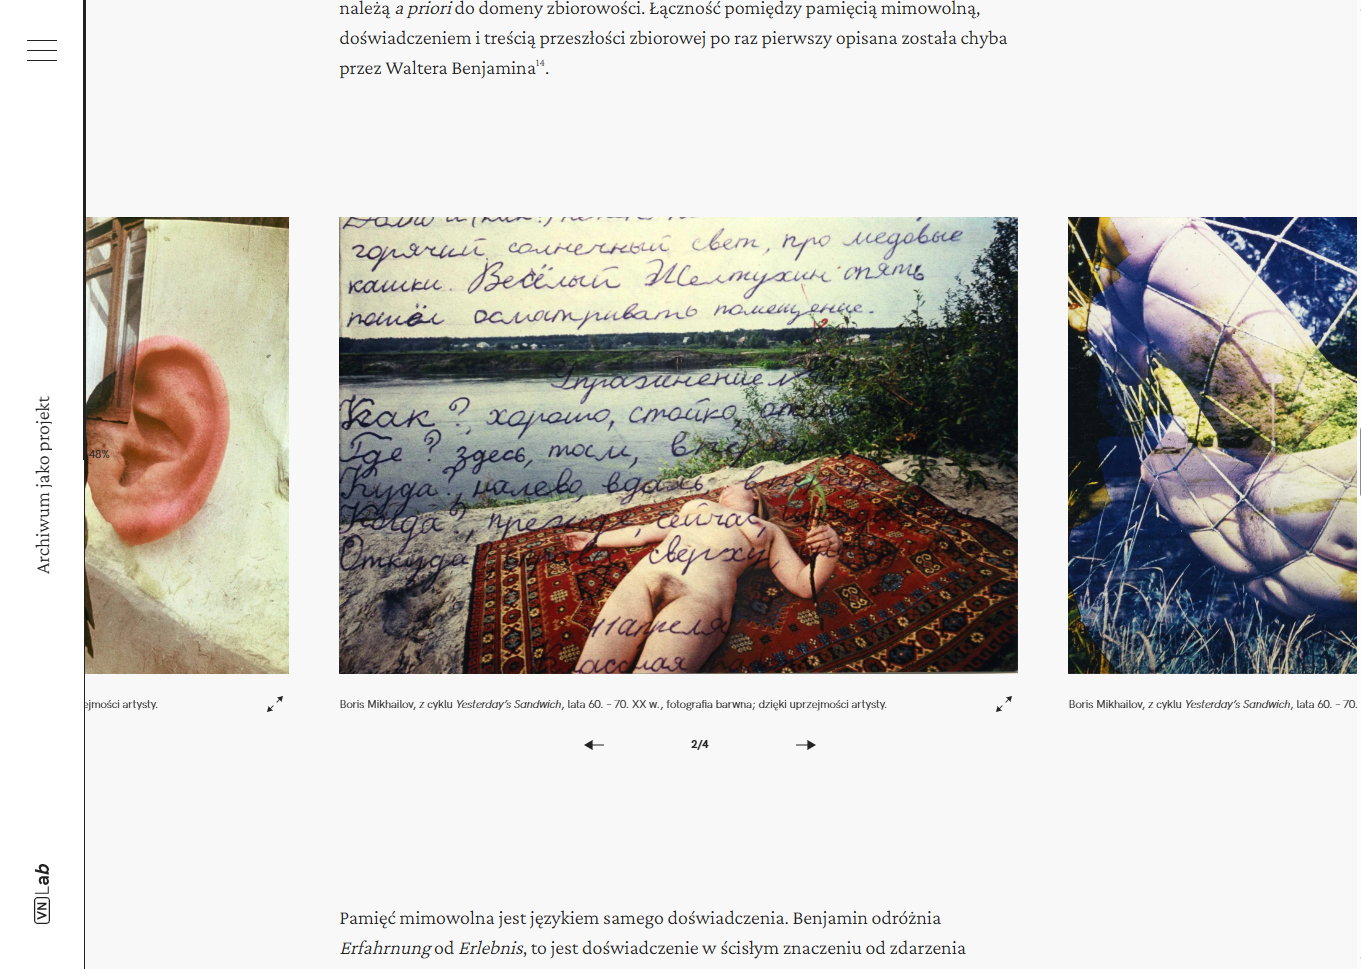 należą a priori do domeny zbiorowości. Łączność pomiędzy pamięcią mimowolną,
doświadczeniem i treścią przeszłości zbiorowej po raz pierwszy opisana została chyba
przez Waltera Benjamina14.
горячий солнечный свет, про медовые
кашки. Весёлый Желтухин опять
пошёл осматривать помещение.
Упражнение
Как? хорошо, стойко,
Где? здесь, там,
Куда? налево, вдаль
Когда? прежде, сейчас,
Откуда сверху,
11 апреля
Классная
48%
Archiwum jako projekt
ejmości artysty.
Boris Mikhailov, z cyklu Yesterday's Sandwich, lata 60. – 70. XX w., fotografia barwna; dzięki uprzejmości artysty.
Boris Mikhailov, z cyklu Yesterday's Sandwich, lata 60. – 70.
2/4
VN Lab
Pamięć mimowolna jest językiem samego doświadczenia. Benjamin odróżnia
Erfahrnung od Erlebnis, to jest doświadczenie w ścisłym znaczeniu od zdarzenia